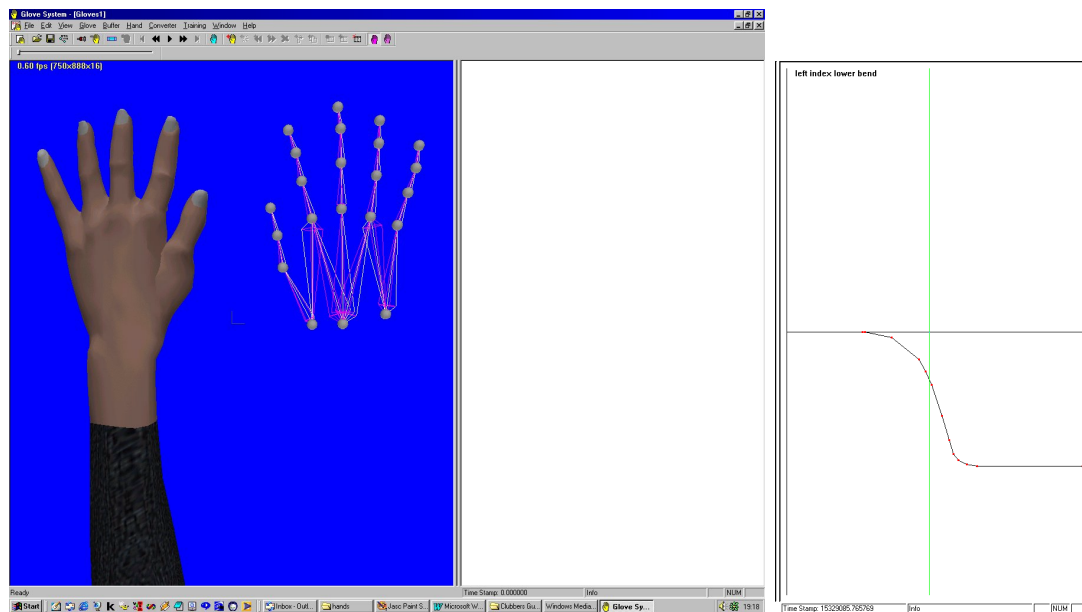 Glove System - [Gloves1]
File Edit View Glove Buffer Hand Converter Training Window Help
0.60 fps [750x888x16]
left index lower bend
Ready
Time Stamp: 0.000000
Info
NUM
Time Stamp: 15329085.765769
Info
NUM
Start
Inbox - Outl...
hands
Jasc Paint S...
Microsoft W...
Clubbers Gu...
Windows Media...
Glove Sy...
19:18